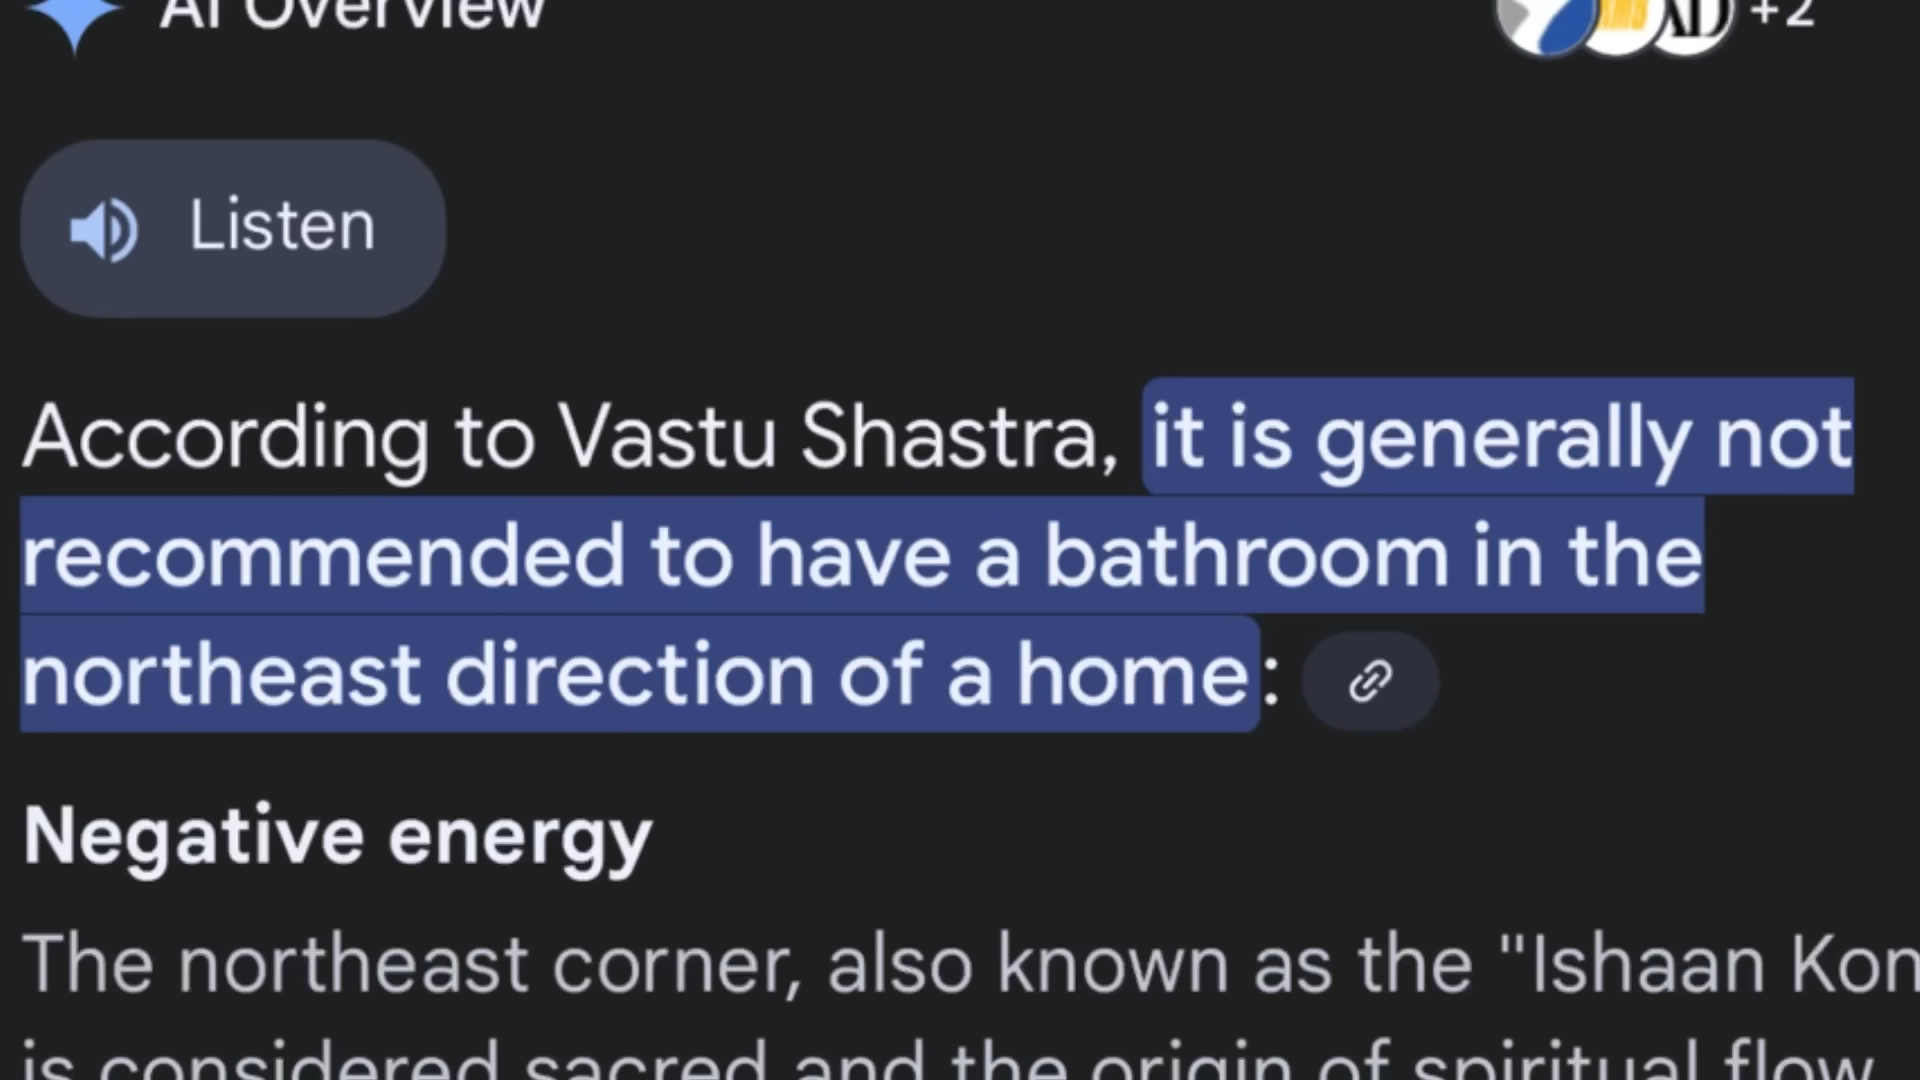 AI Overview
+2
Listen
According to Vastu Shastra, it is generally not
recommended to have a bathroom in the
northeast direction of a home:
Negative energy
The northeast corner, also known as the "Ishaan Kon
is considered sacred and the origin of spiritual flow